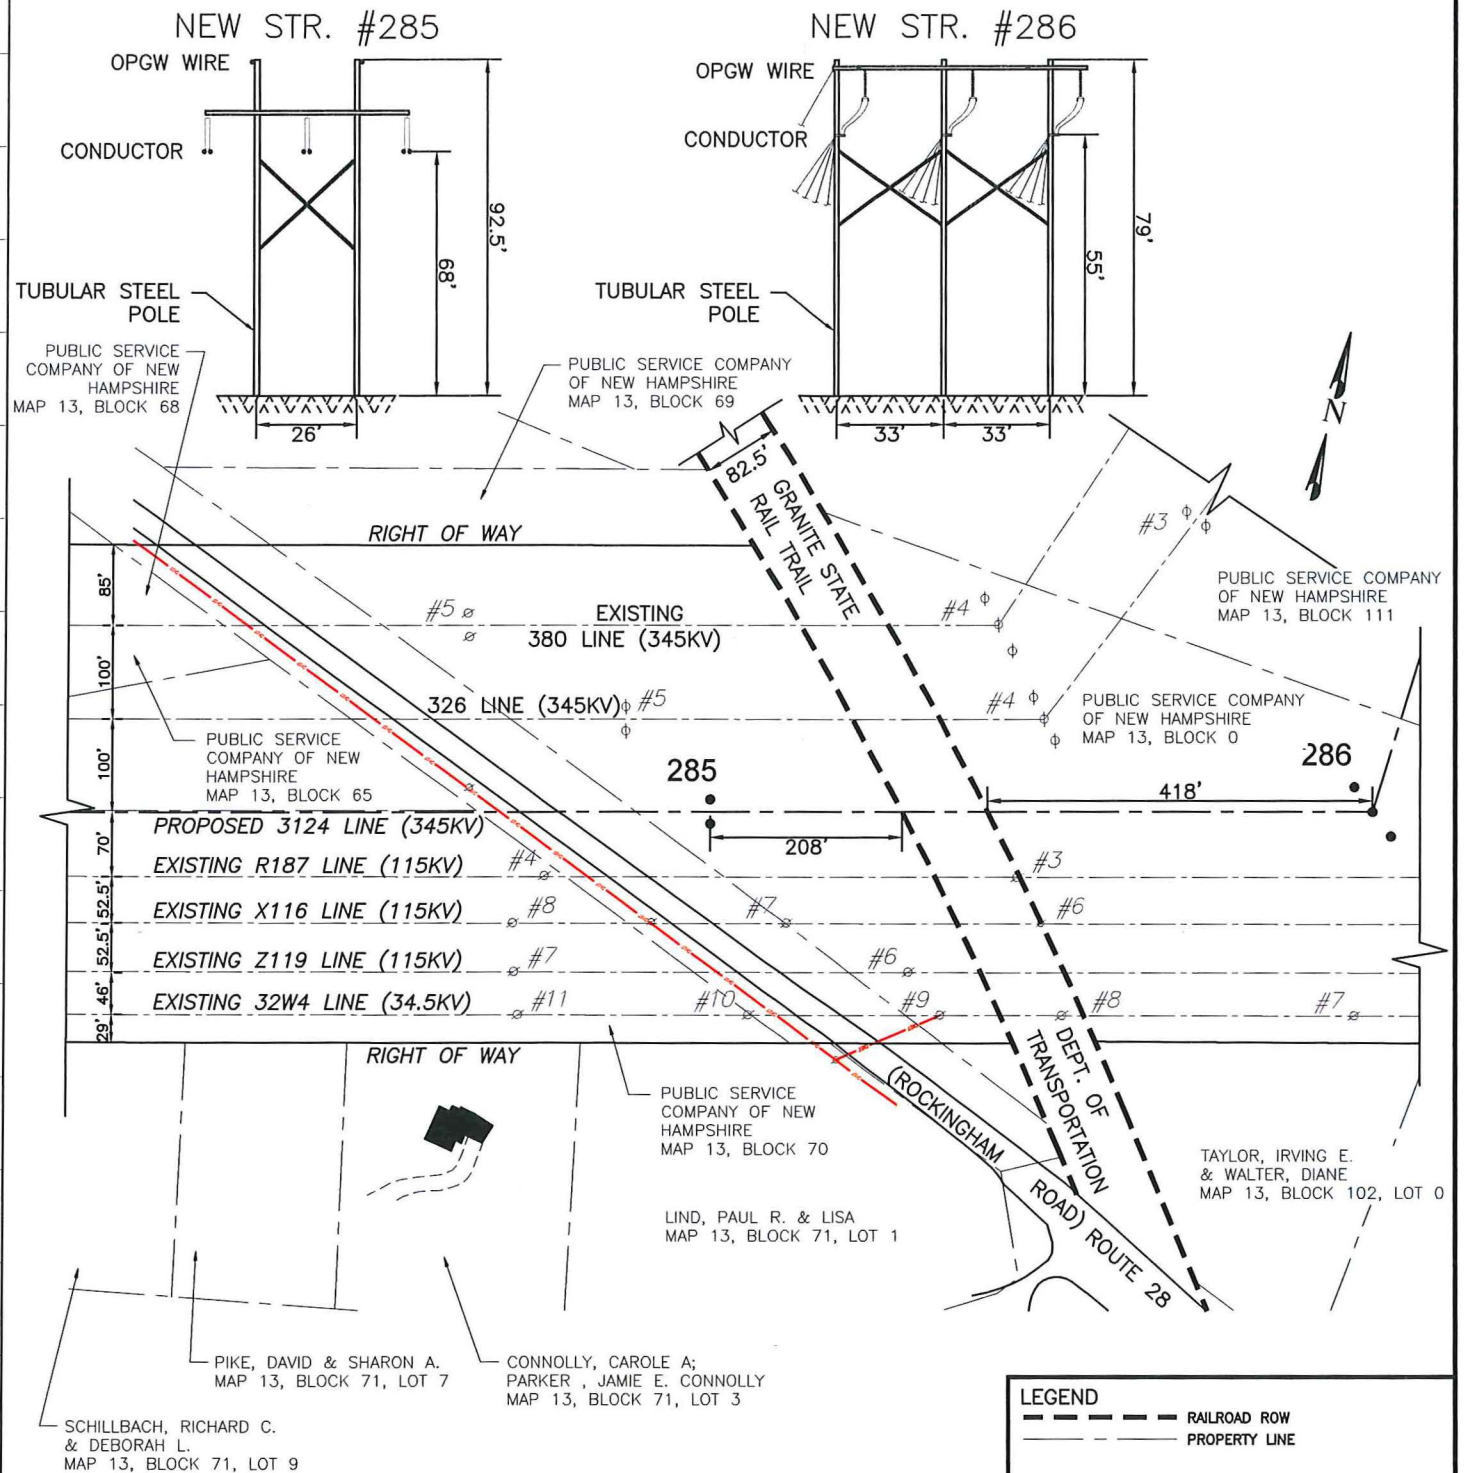 NEW STR. #285
OPGW WIRE
CONDUCTOR
92.5'
68'
TUBULAR STEEL
POLE
26'
NEW STR. #286
OPGW WIRE
CONDUCTOR
79'
55'
TUBULAR STEEL
POLE
33'
33'
PUBLIC SERVICE
COMPANY OF NEW
HAMPSHIRE
MAP 13, BLOCK 68
PUBLIC SERVICE COMPANY
OF NEW HAMPSHIRE
MAP 13, BLOCK 69
N
82.5'
GRANITE STATE
RAIL TRAIL
RIGHT OF WAY
#3
PUBLIC SERVICE COMPANY
OF NEW HAMPSHIRE
MAP 13, BLOCK 111
85'
#5
EXISTING
380 LINE (345KV)
#4
100'
326 LINE (345KV)
#5
#4
PUBLIC SERVICE COMPANY
OF NEW HAMPSHIRE
MAP 13, BLOCK 0
PUBLIC SERVICE
COMPANY OF NEW
HAMPSHIRE
MAP 13, BLOCK 65
100'
285
286
418'
PROPOSED 3124 LINE (345KV)
208'
70'
EXISTING R187 LINE (115KV)
#4
#3
52.5'
EXISTING X116 LINE (115KV)
#8
#7
#6
52.5'
EXISTING Z119 LINE (115KV)
#7
#6
46'
EXISTING 32W4 LINE (34.5KV)
#11
#10
#9
#8
#7
29'
RIGHT OF WAY
DEPT. OF
TRANSPORTATION
(ROCKINGHAM
ROAD) ROUTE 28
PUBLIC SERVICE
COMPANY OF NEW
HAMPSHIRE
MAP 13, BLOCK 70
TAYLOR, IRVING E.
& WALTER, DIANE
MAP 13, BLOCK 102, LOT 0
LIND, PAUL R. & LISA
MAP 13, BLOCK 71, LOT 1
PIKE, DAVID & SHARON A.
MAP 13, BLOCK 71, LOT 7
CONNOLLY, CAROLE A;
PARKER , JAMIE E. CONNOLLY
MAP 13, BLOCK 71, LOT 3
SCHILLBACH, RICHARD C.
& DEBORAH L.
MAP 13, BLOCK 71, LOT 9
LEGEND
RAILROAD ROW
PROPERTY LINE